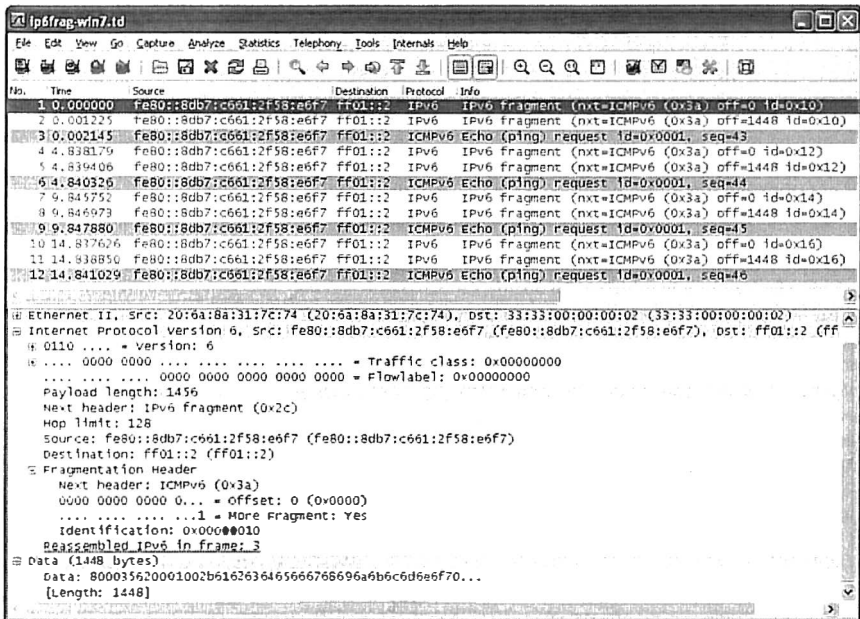 ip6frag-win7.td
File Edit View Go Capture Analyze Statistics Telephony Tools Internals Help
No. Time Source Destination Protocol Info
1 0.000000 fe80::8db7:c661:2f58:e6f7 ff01::2 IPv6 IPv6 fragment (nxt=ICMPv6 (0x3a) off=0 id=0x10)
2 0.001225 fe80::8db7:c661:2f58:e6f7 ff01::2 IPv6 IPv6 fragment (nxt=ICMPv6 (0x3a) off=1448 id=0x10)
3 0.002145 fe80::8db7:c661:2f58:e6f7 ff01::2 ICMPv6 Echo (ping) request id=0x0001, seq=43
4 4.838179 fe80::8db7:c661:2f58:e6f7 ff01::2 IPv6 IPv6 fragment (nxt=ICMPv6 (0x3a) off=0 id=0x12)
5 4.839406 fe80::8db7:c661:2f58:e6f7 ff01::2 IPv6 IPv6 fragment (nxt=ICMPv6 (0x3a) off=1448 id=0x12)
6 4.840326 fe80::8db7:c661:2f58:e6f7 ff01::2 ICMPv6 Echo (ping) request id=0x0001, seq=44
7 9.845752 fe80::8db7:c661:2f58:e6f7 ff01::2 IPv6 IPv6 fragment (nxt=ICMPv6 (0x3a) off=0 id=0x14)
8 9.846973 fe80::8db7:c661:2f58:e6f7 ff01::2 IPv6 IPv6 fragment (nxt=ICMPv6 (0x3a) off=1448 id=0x14)
9 9.847880 fe80::8db7:c661:2f58:e6f7 ff01::2 ICMPv6 Echo (ping) request id=0x0001, seq=45
10 14.837626 fe80::8db7:c661:2f58:e6f7 ff01::2 IPv6 IPv6 fragment (nxt=ICMPv6 (0x3a) off=0 id=0x16)
11 14.838850 fe80::8db7:c661:2f58:e6f7 ff01::2 IPv6 IPv6 fragment (nxt=ICMPv6 (0x3a) off=1448 id=0x16)
12 14.841029 fe80::8db7:c661:2f58:e6f7 ff01::2 ICMPv6 Echo (ping) request id=0x0001, seq=46
Ethernet II, Src: 20:6a:8a:31:7c:74 (20:6a:8a:31:7c:74), Dst: 33:33:00:00:00:02 (33:33:00:00:00:02)
Internet Protocol Version 6, Src: fe80::8db7:c661:2f58:e6f7 (fe80::8db7:c661:2f58:e6f7), Dst: ff01::2 (ff
0110 .... = Version: 6
.... 0000 0000 .... .... .... .... .... = Traffic class: 0x00000000
.... .... .... 0000 0000 0000 0000 0000 = Flowlabel: 0x00000000
Payload length: 1456
Next header: IPv6 fragment (0x2c)
Hop limit: 128
Source: fe80::8db7:c661:2f58:e6f7 (fe80::8db7:c661:2f58:e6f7)
Destination: ff01::2 (ff01::2)
Fragmentation Header
Next header: ICMPv6 (0x3a)
0000 0000 0000 0... = Offset: 0 (0x0000)
.... .... .... ...1 = More Fragment: Yes
Identification: 0x00000010
Reassembled IPv6 in frame: 3
Data (1448 bytes)
Data: 800035620001002b6162636465666768696a6b6c6d6e6f70...
[Length: 1448]